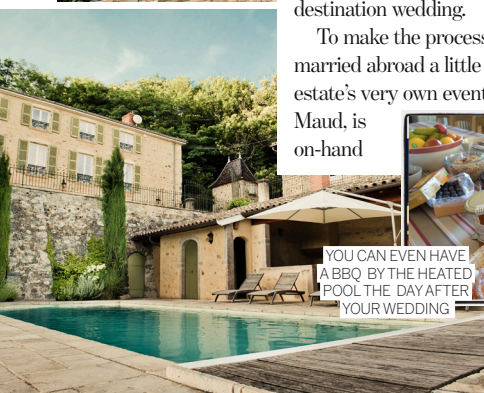 destination wedding.
To make the process
married abroad a little
estate's very own event
Maud, is
on-hand
YOU CAN EVEN HAVE
A BBQ BY THE HEATED
POOL THE DAY AFTER
YOUR WEDDING